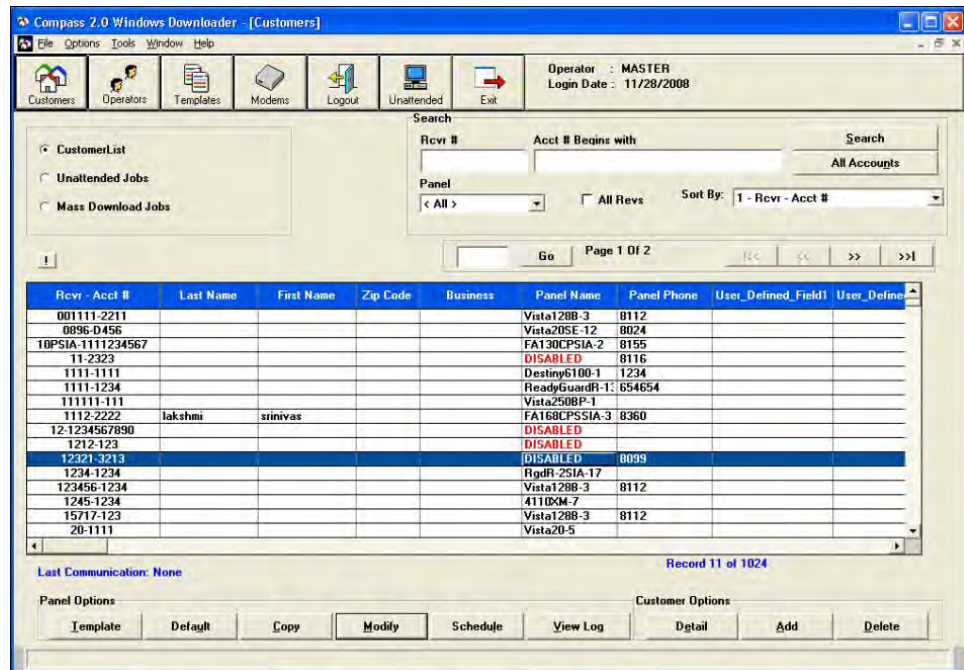 Compass 2.0 Windows Downloader - [Customers]
File Options Tools Window Help
Customers Operators Templates Modems Logout Unattended Exit
Operator : MASTER
Login Date : 11/28/2008
Search
CustomerList
Unattended Jobs
Mass Download Jobs
Rcvr # Acct # Begins with Search
All Accounts
Panel
< All > All Revs Sort By: 1 - Rcvr - Acct #
! Go Page 1 Of 2 |<< << >> >>|
Rcvr - Acct # Last Name First Name Zip Code Business Panel Name Panel Phone User_Defined_Field1 User_Define
001111-2211 Vista128B-3 8112
0896-D456 Vista20SE-12 8024
10PSIA-1111234567 FA130CPSIA-2 8155
11-2323 DISABLED 8116
1111-1111 Destiny6100-1 1234
1111-1234 ReadyGuardR-1 654654
111111-111 Vista250BP-1
1112-2222 lakshmi srinivas FA168CPSSIA-3 8360
12-1234567890 DISABLED
1212-123 DISABLED
12321-3213 DISABLED 8099
1234-1234 RgdR-2SIA-17
123456-1234 Vista128B-3 8112
1245-1234 4110XM-7
15717-123 Vista128B-3 8112
20-1111 Vista20-5
Last Communication: None
Record 11 of 1024
Panel Options Customer Options
Template Default Copy Modify Schedule View Log Detail Add Delete